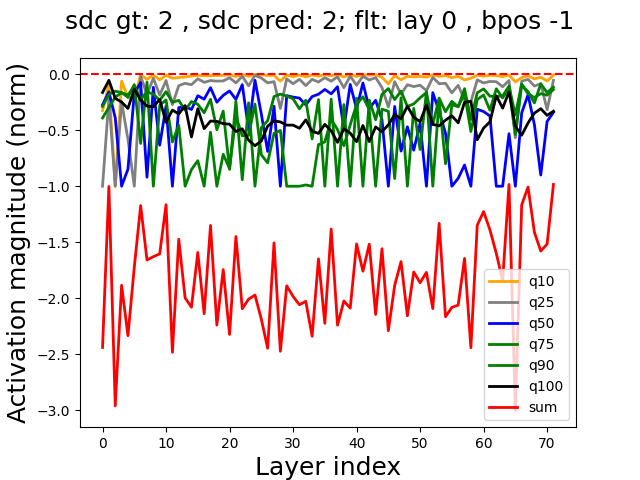 sdc gt: 2 , sdc pred: 2; flt: lay 0 , bpos -1
Activation magnitude (norm)
0.0
−0.5
−1.0
−1.5
−2.0
−2.5
−3.0
q10
q25
q50
q75
q90
q100
sum
0 10 20 30 40 50 60 70
Layer index